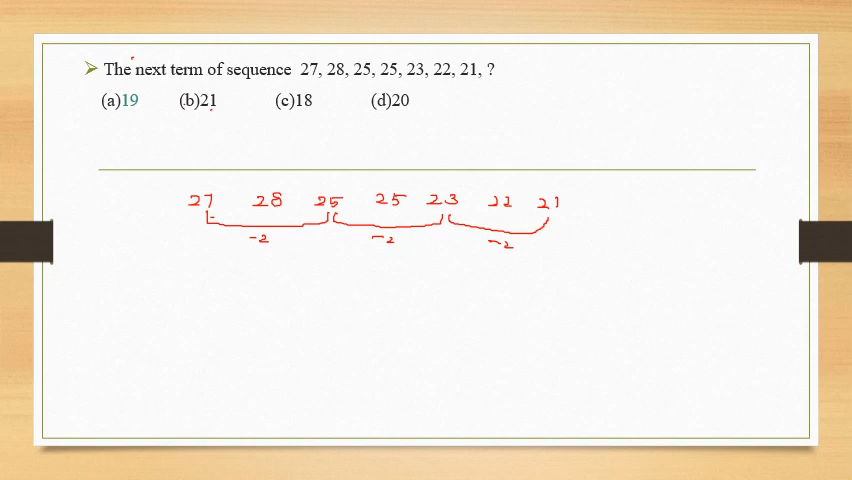 The next term of sequence 27, 28, 25, 25, 23, 22, 21, ?
(a)19 (b)21 (c)18 (d)20
27 28 25 25 23 22 21
-2 -2 -2